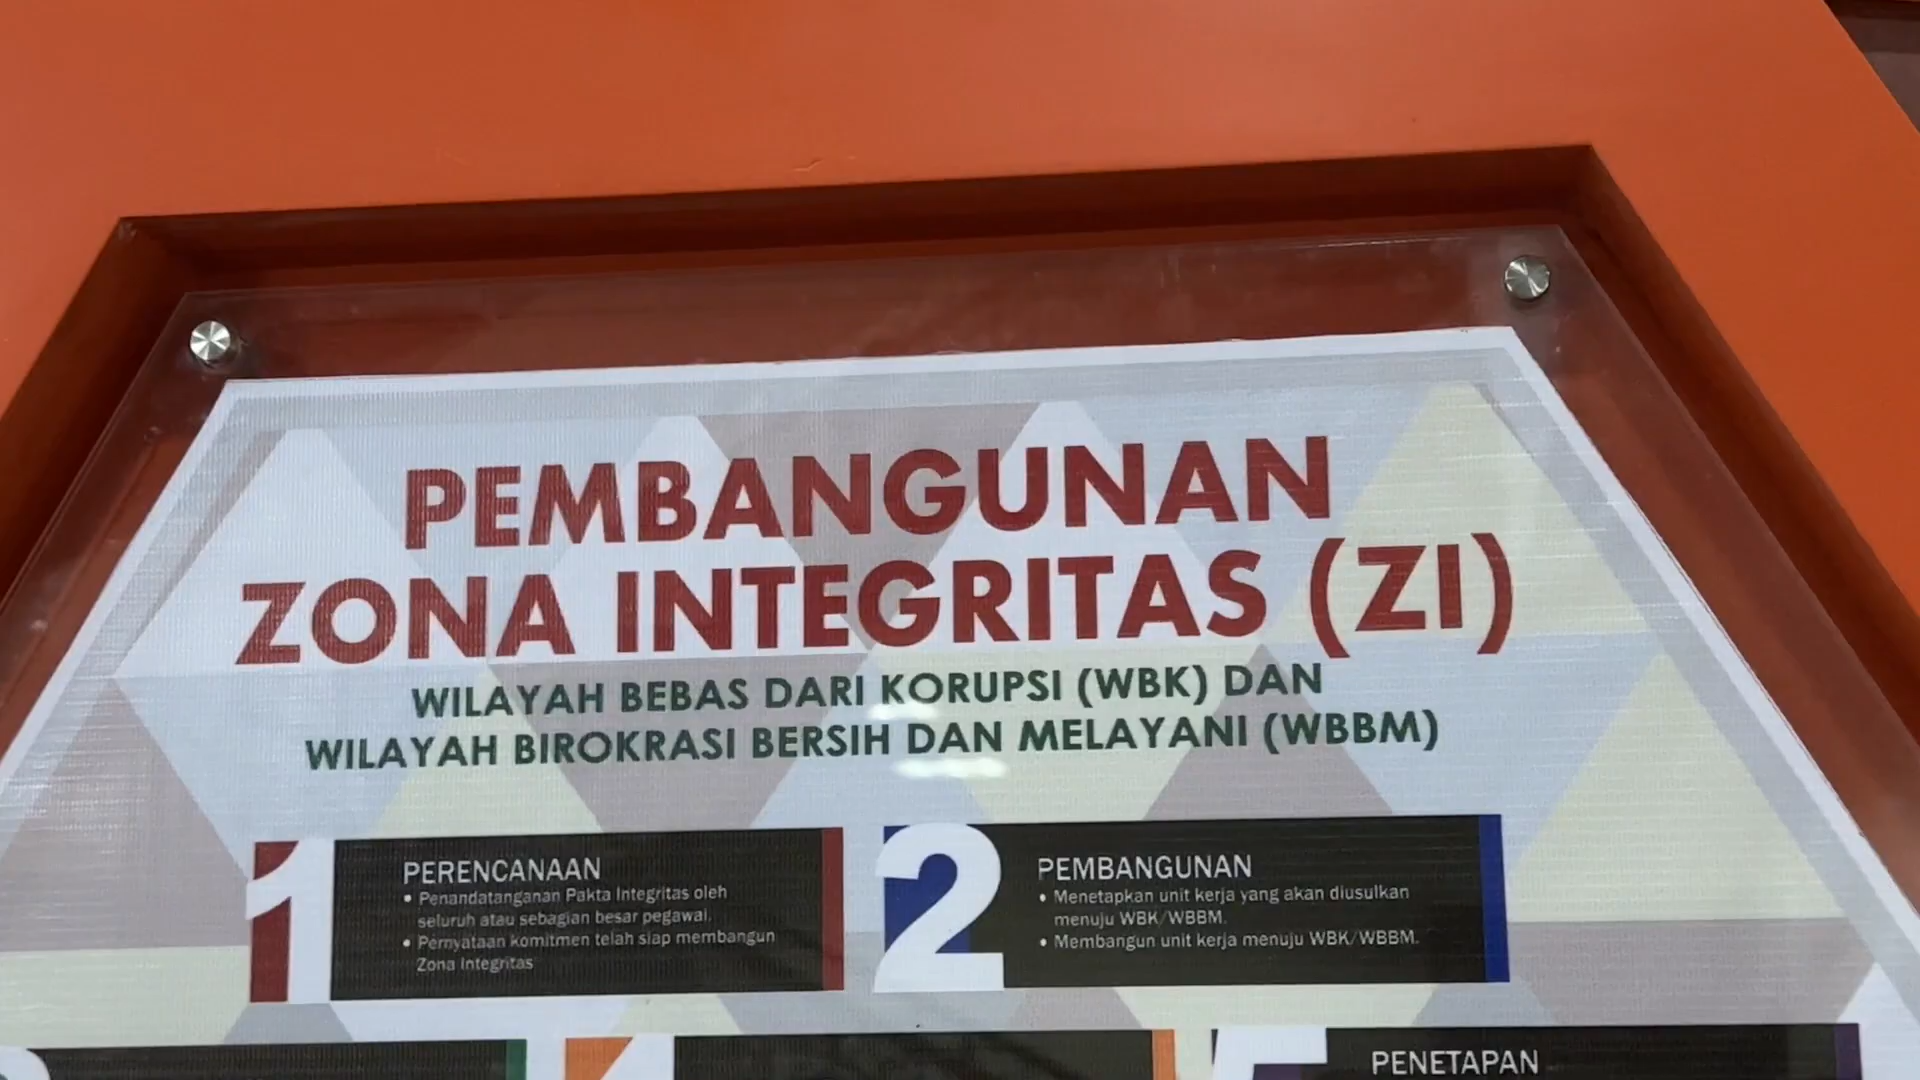 PEMBANGUNAN
ZONA INTEGRITAS (ZI)
WILAYAH BEBAS DARI KORUPSI (WBK) DAN
WILAYAH BIROKRASI BERSIH DAN MELAYANI (WBBM)
1
PERENCANAAN
• Penandatanganan Pakta Integritas oleh
seluruh atau sebagian besar pegawai.
• Pernyataan komitmen telah siap membangun
Zona Integritas
2
PEMBANGUNAN
• Menetapkan unit kerja yang akan diusulkan
menuju WBK/WBBM.
• Membangun unit kerja menuju WBK/WBBM.
PENETAPAN